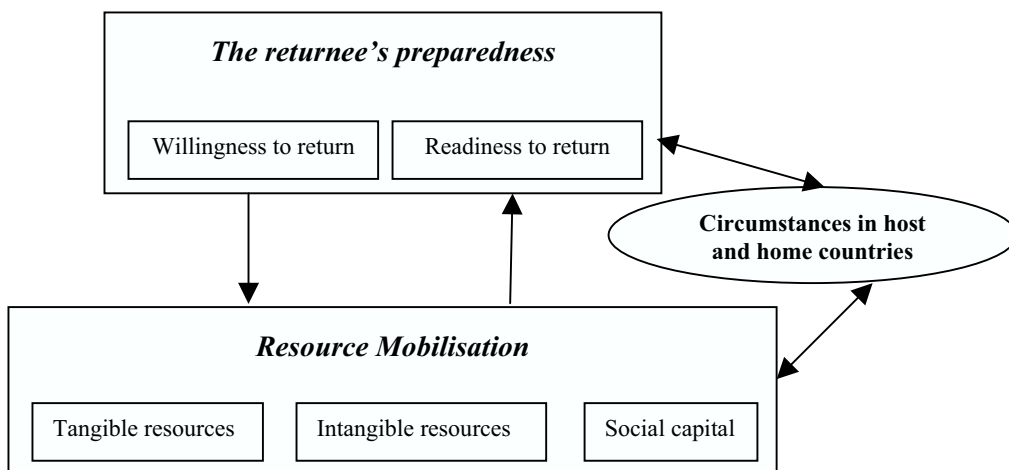 The returnee’s preparedness
Willingness to return
Readiness to return
Circumstances in host
and home countries
Resource Mobilisation
Tangible resources
Intangible resources
Social capital